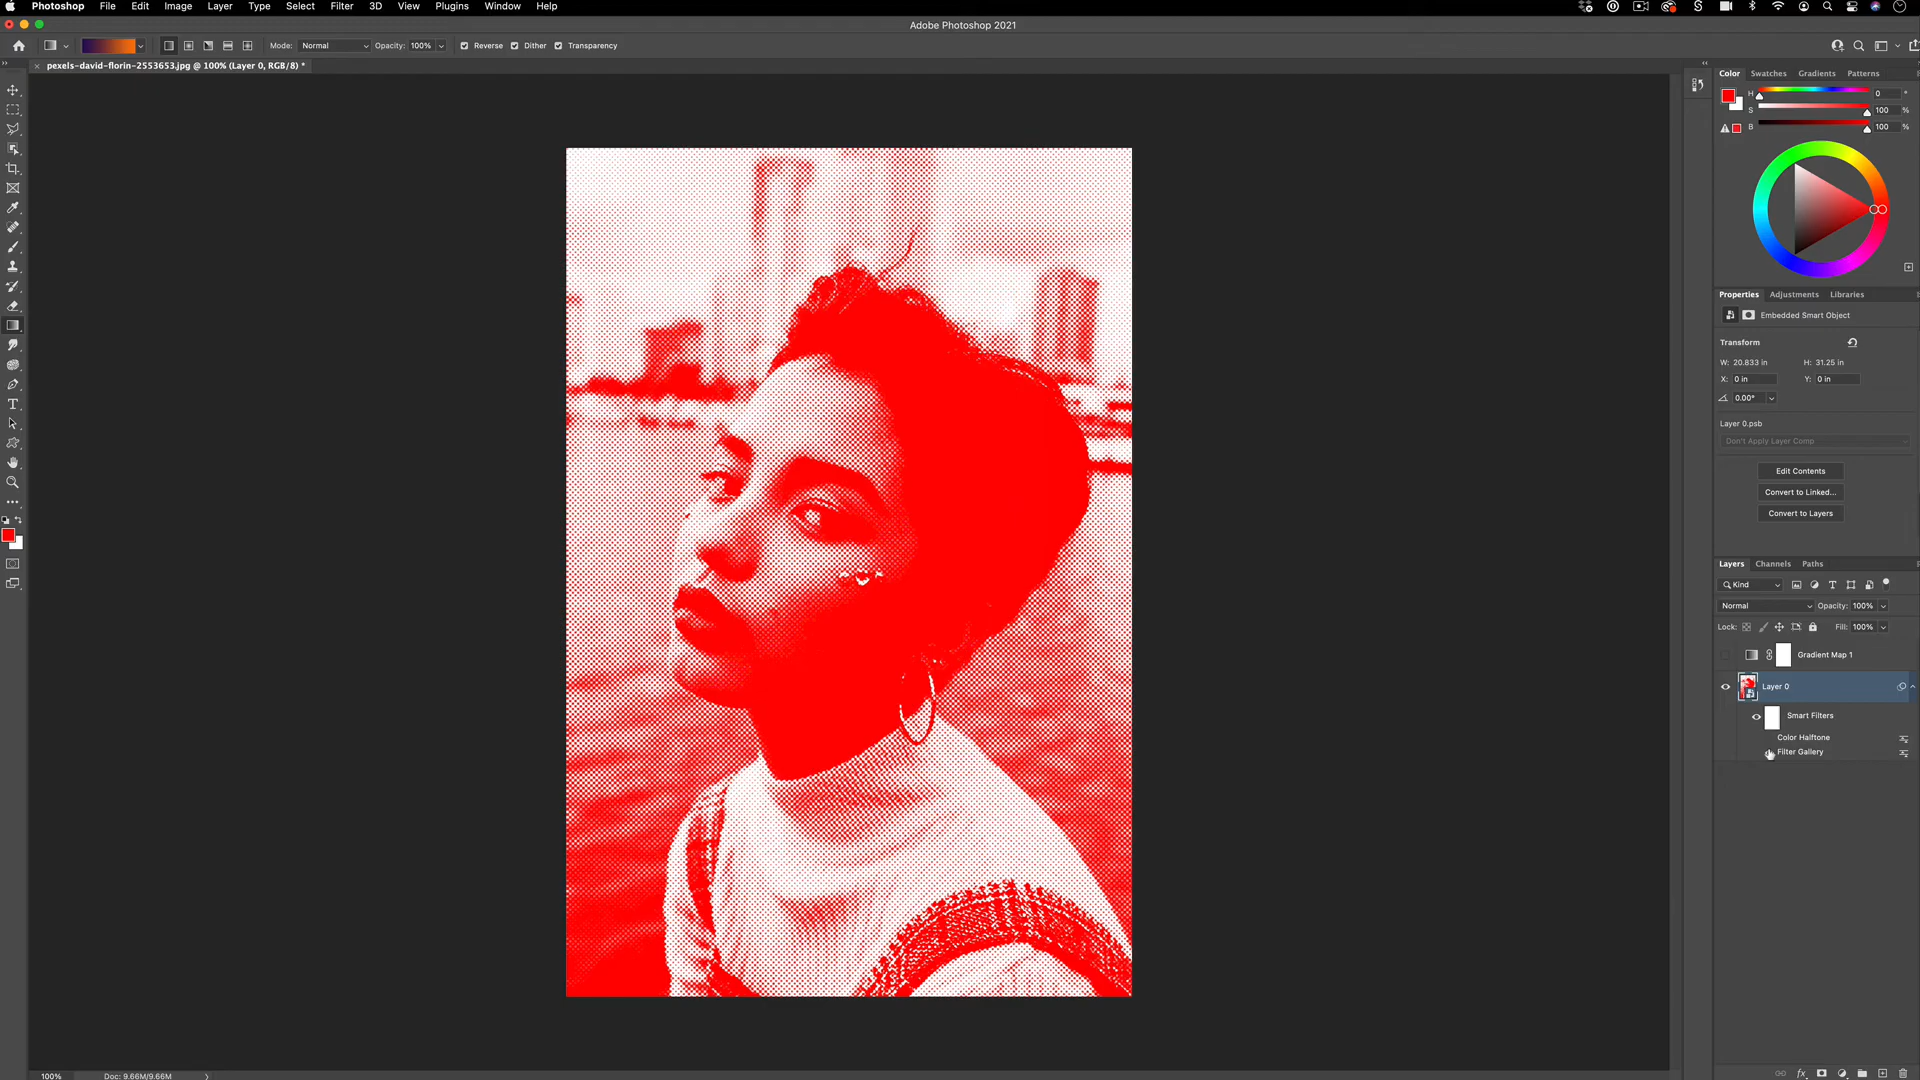 Photoshop File Edit Image Layer Type Select Filter 3D View Plugins Window Help
Adobe Photoshop 2021
Mode: Normal Opacity: 100% Reverse Dither Transparency
× pexels-david-florin-2553653.jpg @ 100% (Layer 0, RGB/8) *
Color Swatches Gradients Patterns
H 0 °
S 100 %
B 100 %
Properties Adjustments Libraries
Embedded Smart Object
Transform
W: 20.833 in H: 31.25 in
X: 0 in Y: 0 in
0.00°
Layer 0.psb
Don't Apply Layer Comp
Edit Contents
Convert to Linked...
Convert to Layers
Layers Channels Paths
Kind
Normal Opacity: 100%
Lock: Fill: 100%
Gradient Map 1
Layer 0
Smart Filters
Color Halftone
Filter Gallery
fx
100% Doc: 9.66M/9.66M